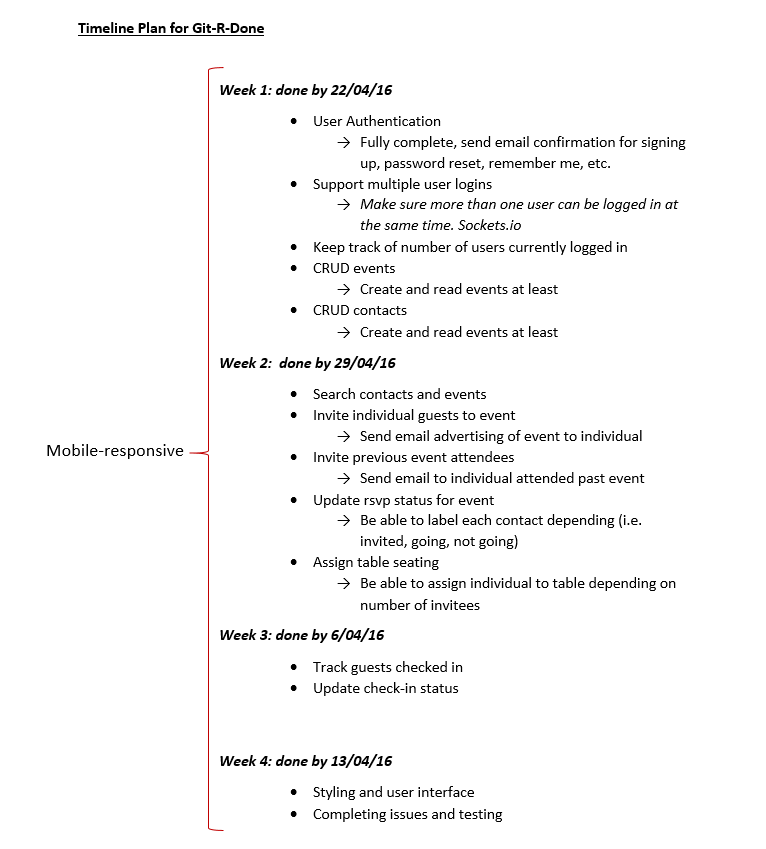 Timeline Plan for Git-R-Done
Week 1: done by 22/04/16
• User Authentication
→ Fully complete, send email confirmation for signing
up, password reset, remember me, etc.
• Support multiple user logins
→ Make sure more than one user can be logged in at
the same time. Sockets.io
• Keep track of number of users currently logged in
• CRUD events
→ Create and read events at least
• CRUD contacts
→ Create and read events at least
Week 2:  done by 29/04/16
• Search contacts and events
• Invite individual guests to event
→ Send email advertising of event to individual
Mobile-responsive
• Invite previous event attendees
→ Send email to individual attended past event
• Update rsvp status for event
→ Be able to label each contact depending (i.e.
invited, going, not going)
• Assign table seating
→ Be able to assign individual to table depending on
number of invitees
Week 3: done by 6/04/16
• Track guests checked in
• Update check-in status
Week 4: done by 13/04/16
• Styling and user interface
• Completing issues and testing